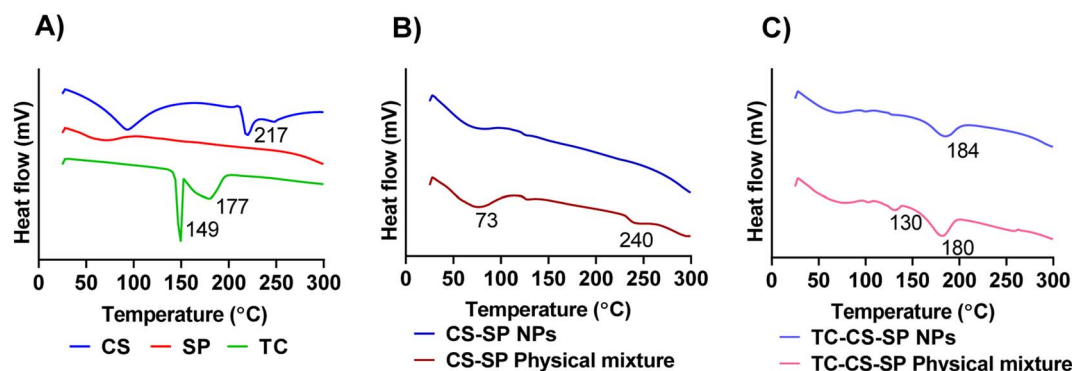 A)
Heat flow (mV)
217
149
177
0 50 100 150 200 250 300
Temperature (°C)
CS SP TC
B)
Heat flow (mV)
73
240
0 50 100 150 200 250 300
Temperature (°C)
CS-SP NPs
CS-SP Physical mixture
C)
Heat flow (mV)
184
130
180
0 50 100 150 200 250 300
Temperature (°C)
TC-CS-SP NPs
TC-CS-SP Physical mixture